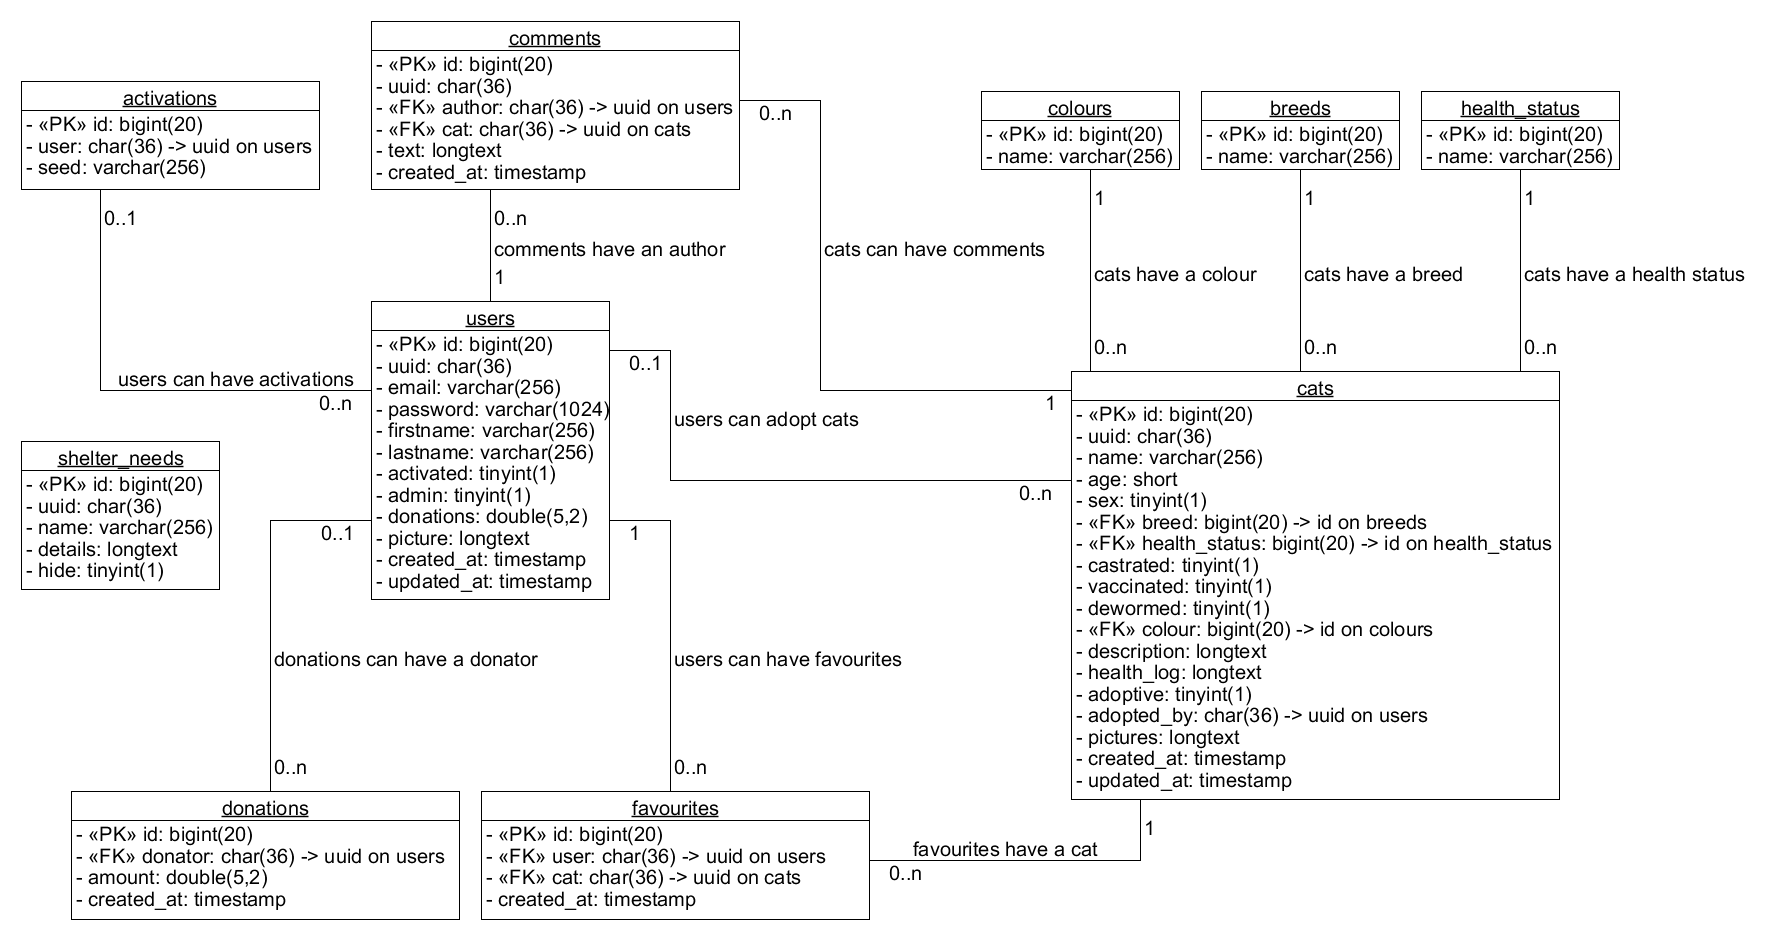 comments
- «PK» id: bigint(20)
- uuid: char(36)
- «FK» author: char(36) -> uuid on users
- «FK» cat: char(36) -> uuid on cats
- text: longtext
- created_at: timestamp
activations
- «PK» id: bigint(20)
- user: char(36) -> uuid on users
- seed: varchar(256)
colours
- «PK» id: bigint(20)
- name: varchar(256)
breeds
- «PK» id: bigint(20)
- name: varchar(256)
health_status
- «PK» id: bigint(20)
- name: varchar(256)
0..n
0..1
0..n
comments have an author
1
cats can have comments
1
cats have a colour
0..n
1
cats have a breed
0..n
1
cats have a health status
0..n
users can have activations
0..n
users
- «PK» id: bigint(20)
- uuid: char(36)
- email: varchar(256)
- password: varchar(1024)
- firstname: varchar(256)
- lastname: varchar(256)
- activated: tinyint(1)
- admin: tinyint(1)
- donations: double(5,2)
- picture: longtext
- created_at: timestamp
- updated_at: timestamp
0..1
users can adopt cats
1
0..n
cats
- «PK» id: bigint(20)
- uuid: char(36)
- name: varchar(256)
- age: short
- sex: tinyint(1)
- «FK» breed: bigint(20) -> id on breeds
- «FK» health_status: bigint(20) -> id on health_status
- castrated: tinyint(1)
- vaccinated: tinyint(1)
- dewormed: tinyint(1)
- «FK» colour: bigint(20) -> id on colours
- description: longtext
- health_log: longtext
- adoptive: tinyint(1)
- adopted_by: char(36) -> uuid on users
- pictures: longtext
- created_at: timestamp
- updated_at: timestamp
shelter_needs
- «PK» id: bigint(20)
- uuid: char(36)
- name: varchar(256)
- details: longtext
- hide: tinyint(1)
0..1
donations can have a donator
0..n
1
users can have favourites
0..n
donations
- «PK» id: bigint(20)
- «FK» donator: char(36) -> uuid on users
- amount: double(5,2)
- created_at: timestamp
favourites
- «PK» id: bigint(20)
- «FK» user: char(36) -> uuid on users
- «FK» cat: char(36) -> uuid on cats
- created_at: timestamp
1
favourites have a cat
0..n